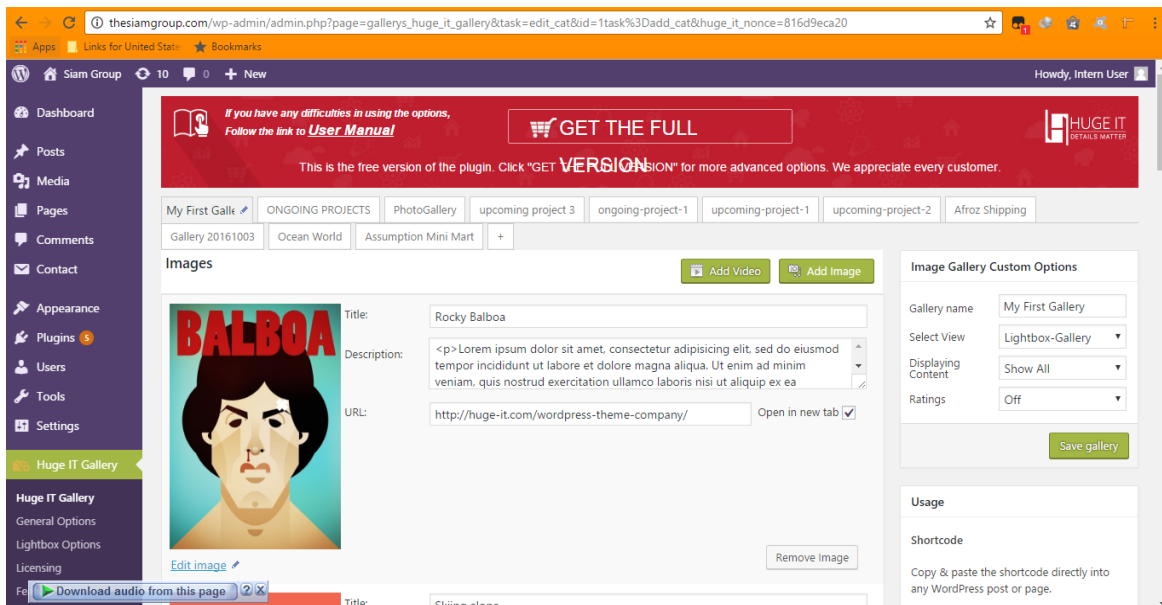 thesiamgroup.com/wp-admin/admin.php?page=gallerys_huge_it_gallery&task=edit_cat&id=1task%3Dadd_cat&huge_it_nonce=816d9eca20
1
Apps Links for United State Bookmarks
Siam Group 10 0 + New Howdy, Intern User
Dashboard
Posts
Media
Pages
Comments
Contact
Appearance
Plugins 5
Users
Tools
Settings
Huge IT Gallery
Huge IT Gallery
General Options
Lightbox Options
Licensing
Fe
Download audio from this page ? X
If you have any difficulties in using the options,
Follow the link to User Manual
GET THE FULL
VERSION
This is the free version of the plugin. Click "GET THE FULL VERSION" for more advanced options. We appreciate every customer.
HUGE IT
DETAILS MATTER
My First Galle ONGOING PROJECTS PhotoGallery upcoming project 3 ongoing-project-1 upcoming-project-1 upcoming-project-2 Afroz Shipping
Gallery 20161003 Ocean World Assumption Mini Mart +
Images
Add Video Add Image
BALBOA
Title: Rocky Balboa
Description: <p>Lorem ipsum dolor sit amet, consectetur adipisicing elit, sed do eiusmod
tempor incididunt ut labore et dolore magna aliqua. Ut enim ad minim
veniam, quis nostrud exercitation ullamco laboris nisi ut aliquip ex ea
URL: http://huge-it.com/wordpress-theme-company/ Open in new tab
Edit image
Remove Image
Title: Skiing alone
Image Gallery Custom Options
Gallery name My First Gallery
Select View Lightbox-Gallery
Displaying
Content
Show All
Ratings Off
Save gallery
Usage
Shortcode
Copy & paste the shortcode directly into
any WordPress post or page.